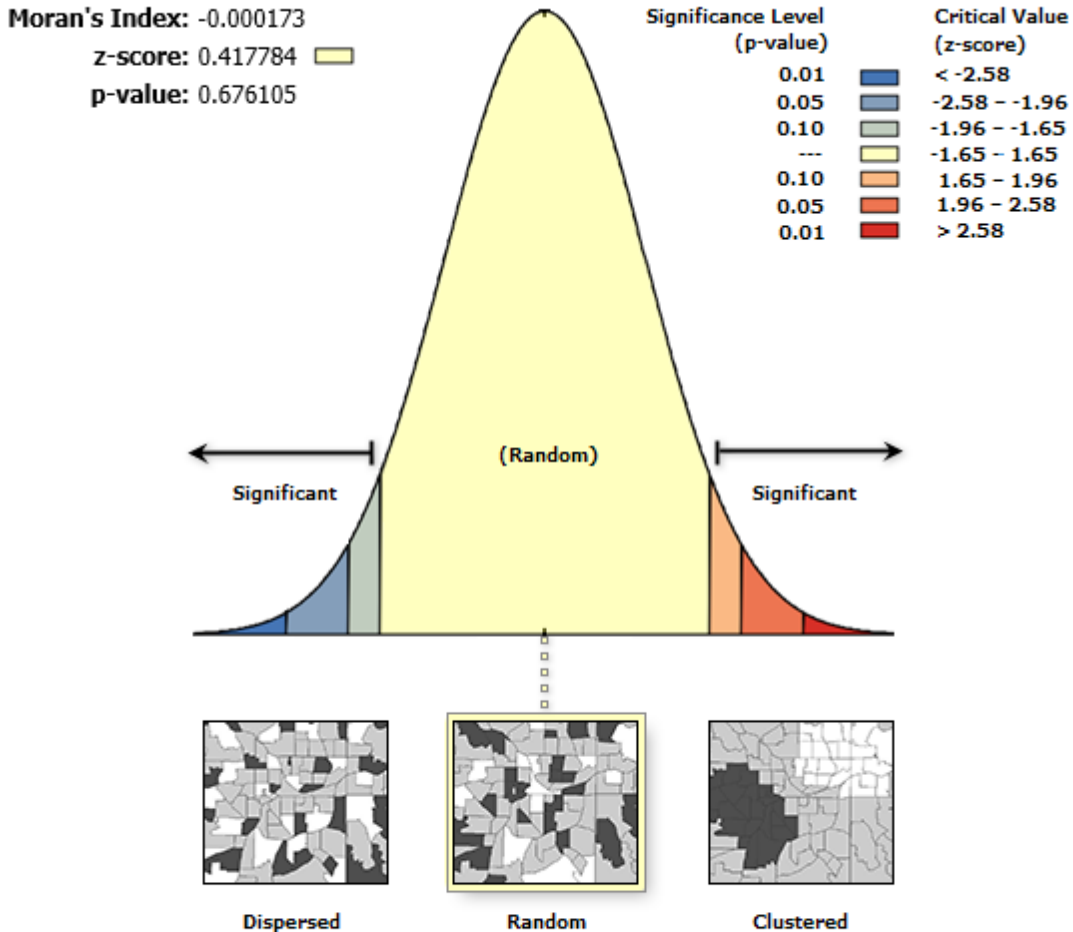 Moran's Index: -0.000173
z-score: 0.417784
p-value: 0.676105
Significance Level
(p-value)
Critical Value
(z-score)
0.01 < -2.58
0.05 -2.58 – -1.96
0.10 -1.96 – -1.65
--- -1.65 – 1.65
0.10 1.65 – 1.96
0.05 1.96 – 2.58
0.01 > 2.58
(Random)
Significant
Significant
Dispersed
Random
Clustered